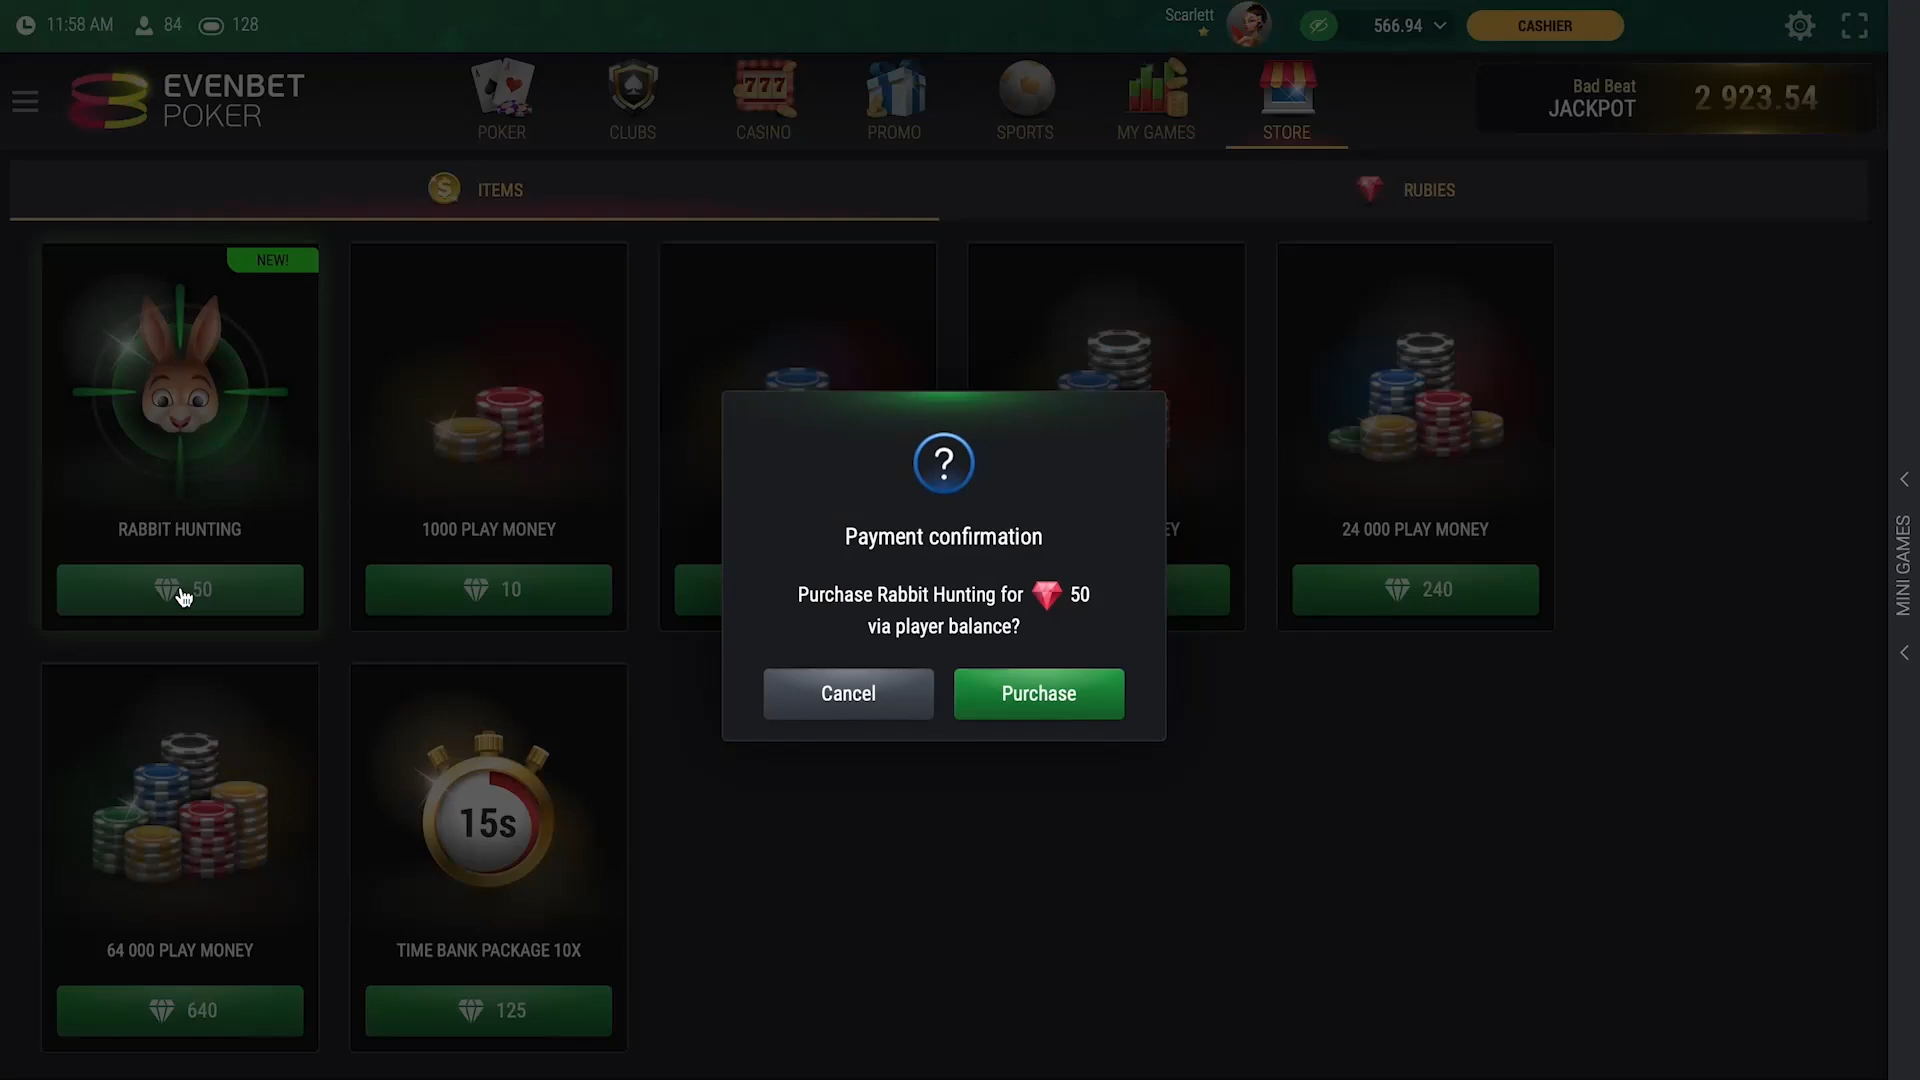 11:58 AM 84 128
Scarlett
566.94
CASHIER
EVENBET
POKER
POKER
CLUBS
CASINO
PROMO
SPORTS
MY GAMES
STORE
Bad Beat
JACKPOT
2 923.54
ITEMS
RUBIES
NEW!
RABBIT HUNTING
50
1000 PLAY MONEY
10
24 000 PLAY MONEY
240
?
Payment confirmation
Purchase Rabbit Hunting for 50
via player balance?
Cancel
Purchase
MINI GAMES
64 000 PLAY MONEY
640
15s
TIME BANK PACKAGE 10X
125